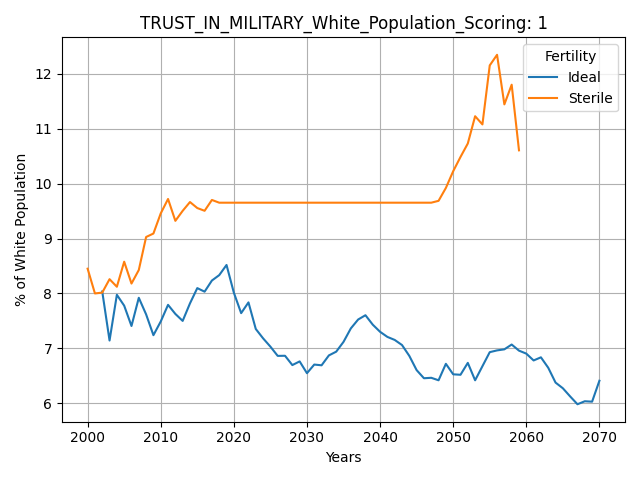 TRUST_IN_MILITARY_White_Population_Scoring: 1
Fertility
Ideal
Sterile
% of White Population
12
11
10
9
8
7
6
2000 2010 2020 2030 2040 2050 2060 2070
Years